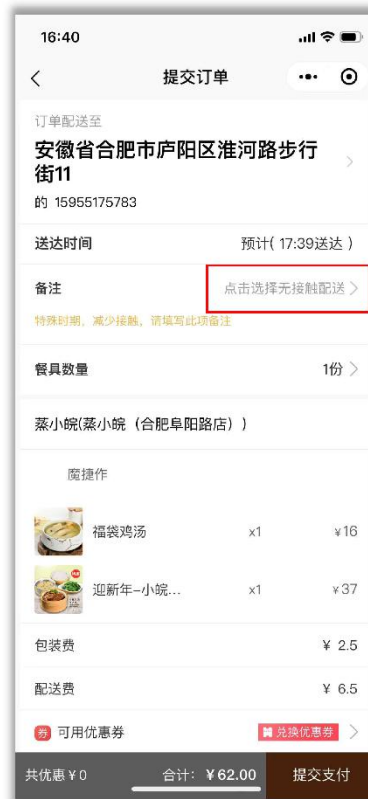 16:40
提交订单
订单配送至
安徽省合肥市庐阳区淮河路步行
街11
的 15955175783
送达时间 预计( 17:39送达 )
备注 点击选择无接触配送
特殊时期，减少接触，请填写此项备注
餐具数量 1份
蒸小皖(蒸小皖（合肥阜阳路店）)
魔捷作
福袋鸡汤 x1 ¥16
迎新年-小皖... x1 ¥37
包装费 ¥ 2.5
配送费 ¥ 6.5
券 可用优惠券 兑换优惠券
共优惠¥0 合计: ¥62.00 提交支付